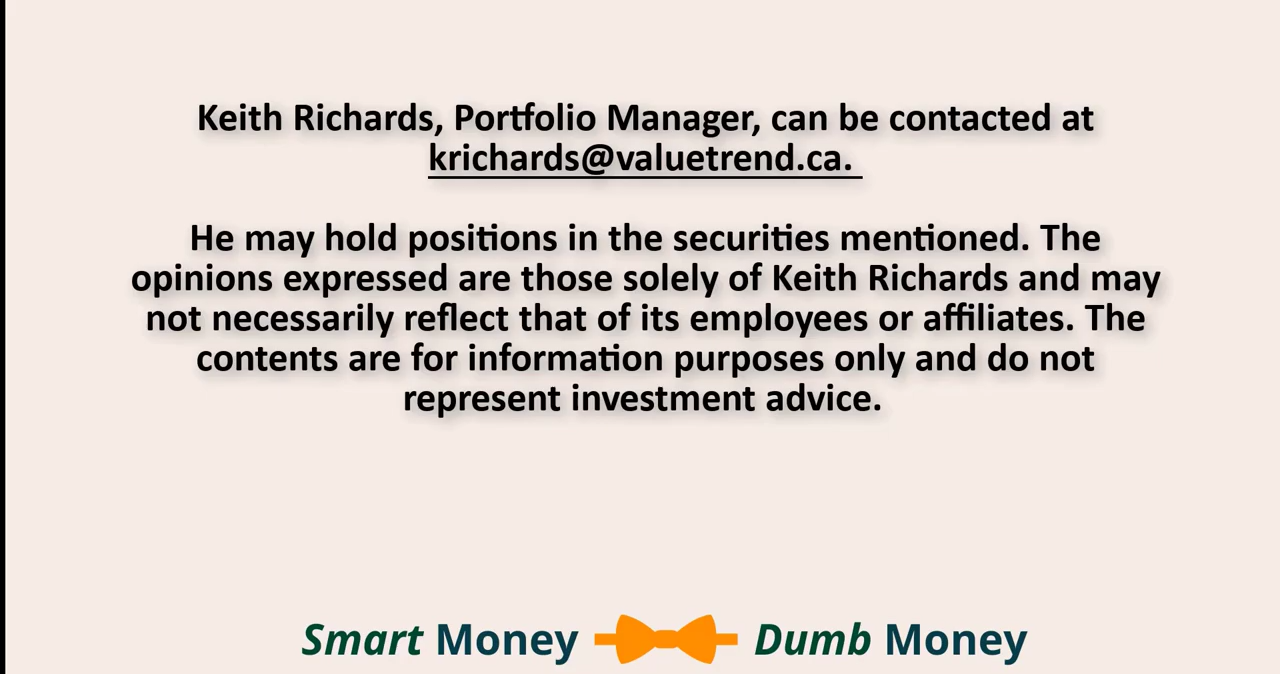 Keith Richards, Portfolio Manager, can be contacted at
krichards@valuetrend.ca.
He may hold positions in the securities mentioned. The
opinions expressed are those solely of Keith Richards and may
not necessarily reflect that of its employees or affiliates. The
contents are for information purposes only and do not
represent investment advice.
Smart Money Dumb Money